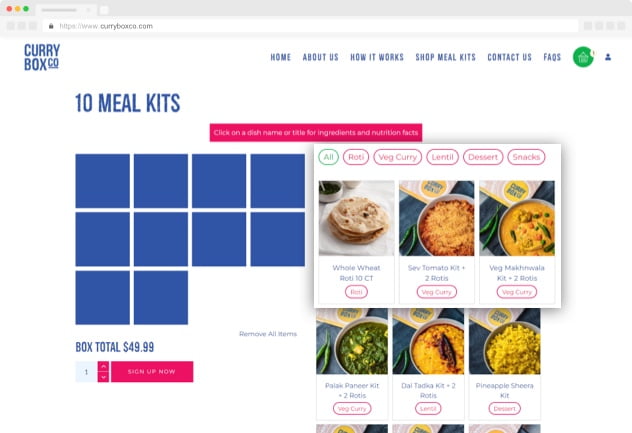 https://www.curryboxco.com
CURRY
BOX CO
HOME ABOUT US HOW IT WORKS SHOP MEAL KITS CONTACT US FAQS
10 MEAL KITS
Click on a dish name or title for ingredients and nutrition facts
All Roti Veg Curry Lentil Dessert Snacks
Whole Wheat
Roti 10 CT
Roti
Sev Tomato Kit +
2 Rotis
Veg Curry
Veg Makhnwala
Kit + 2 Rotis
Veg Curry
Remove All Items
BOX TOTAL $49.99
1
SIGN UP NOW
Palak Paneer Kit
+ 2 Rotis
Veg Curry
Dal Tadka Kit + 2
Rotis
Lentil
Pineapple Sheera
Kit
Dessert